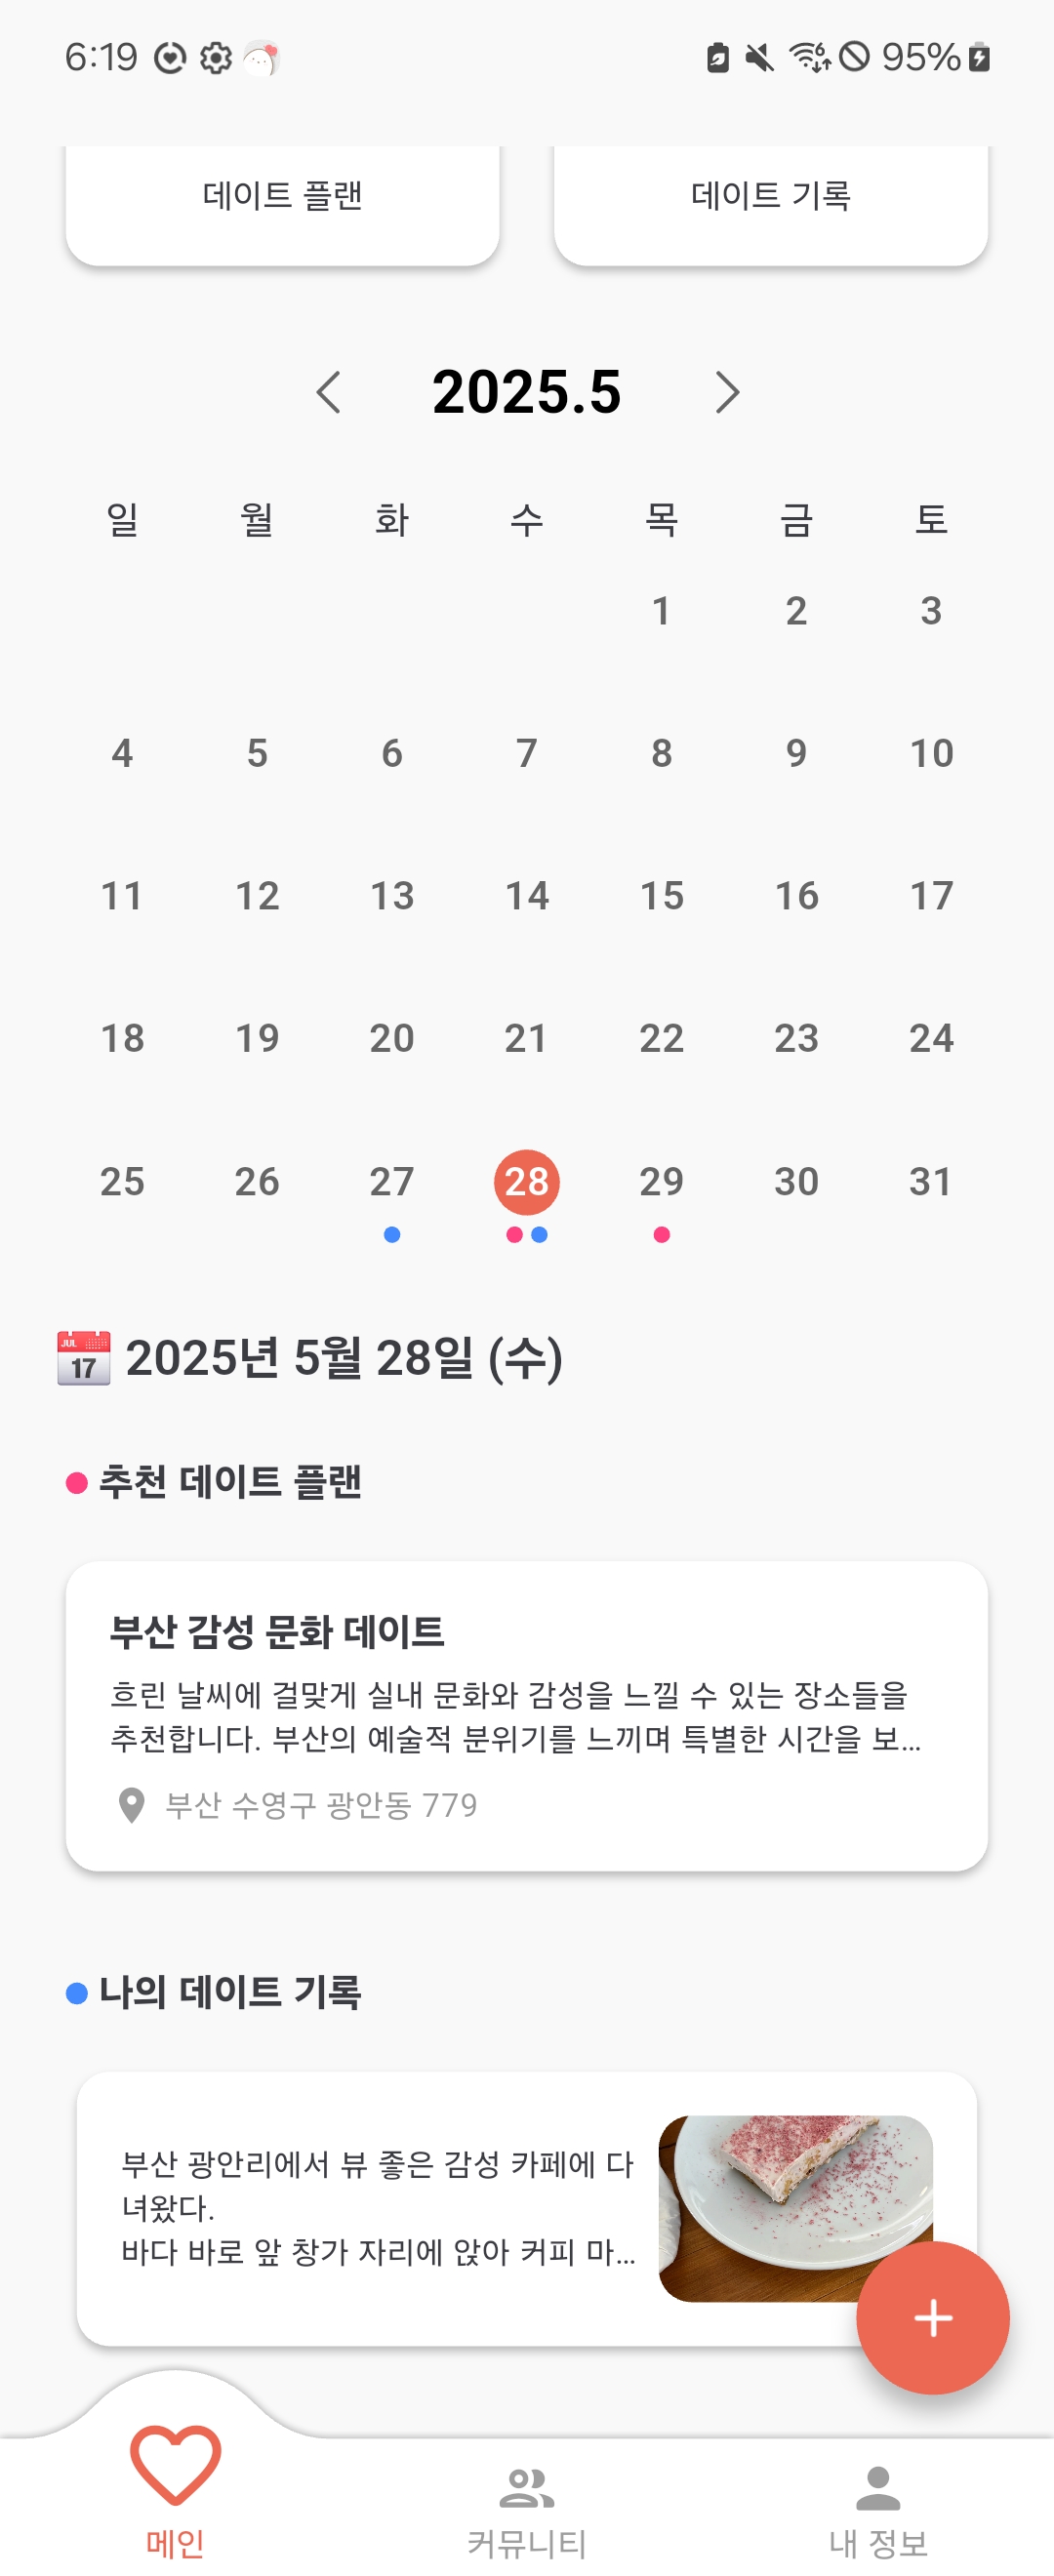 6:19 95%
데이트 플랜 데이트 기록
2025.5
일 월 화 수 목 금 토
1 2 3
4 5 6 7 8 9 10
11 12 13 14 15 16 17
18 19 20 21 22 23 24
25 26 27 28 29 30 31
JUL 17 2025년 5월 28일 (수)
추천 데이트 플랜
부산 감성 문화 데이트
흐린 날씨에 걸맞게 실내 문화와 감성을 느낄 수 있는 장소들을
추천합니다. 부산의 예술적 분위기를 느끼며 특별한 시간을 보...
부산 수영구 광안동 779
나의 데이트 기록
부산 광안리에서 뷰 좋은 감성 카페에 다
녀왔다.
바다 바로 앞 창가 자리에 앉아 커피 마...
메인 커뮤니티 내 정보